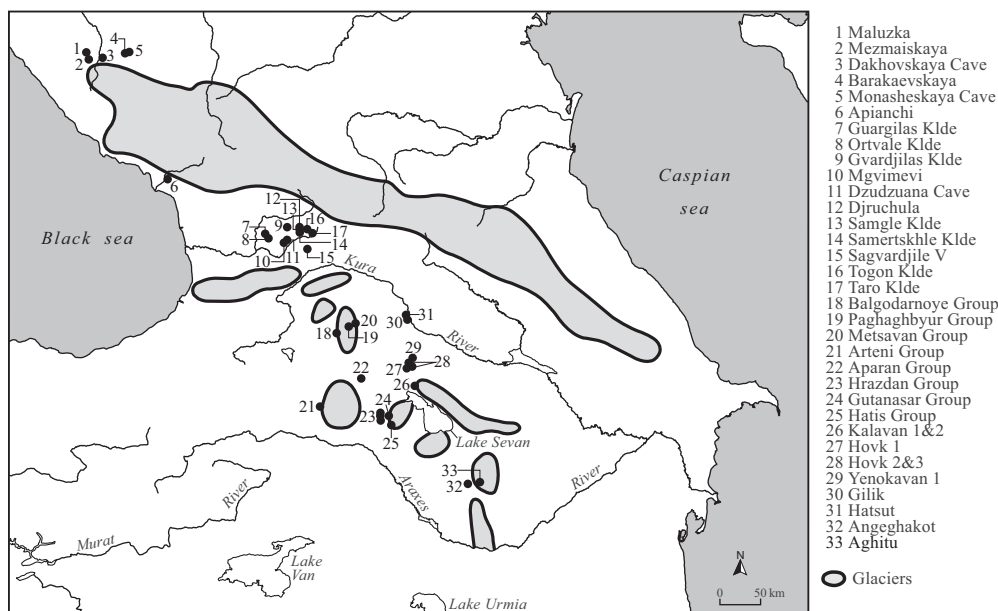 4
1
5
2
3
6
Caspian
sea
12
13
16
7
9
8
17
14
10
11
15
Black sea
Kura
River
31
30
20
18
19
29
28
27
22
26
21
24
23
25
Lake Sevan
33
32
River
Araxes
River
Murat
Lake
Van
Lake Urmia
N
0 50 km
1 Maluzka
2 Mezmaiskaya
3 Dakhovskaya Cave
4 Barakaevskaya
5 Monasheskaya Cave
6 Apianchi
7 Guargilas Klde
8 Ortvale Klde
9 Gvardjilas Klde
10 Mgvimevi
11 Dzudzuana Cave
12 Djruchula
13 Samgle Klde
14 Samertskhle Klde
15 Sagvardjile V
16 Togon Klde
17 Taro Klde
18 Balgodarnoye Group
19 Paghaghbyur Group
20 Metsavan Group
21 Arteni Group
22 Aparan Group
23 Hrazdan Group
24 Gutanasar Group
25 Hatis Group
26 Kalavan 1&2
27 Hovk 1
28 Hovk 2&3
29 Yenokavan 1
30 Gilik
31 Hatsut
32 Angeghakot
33 Aghitu
Glaciers